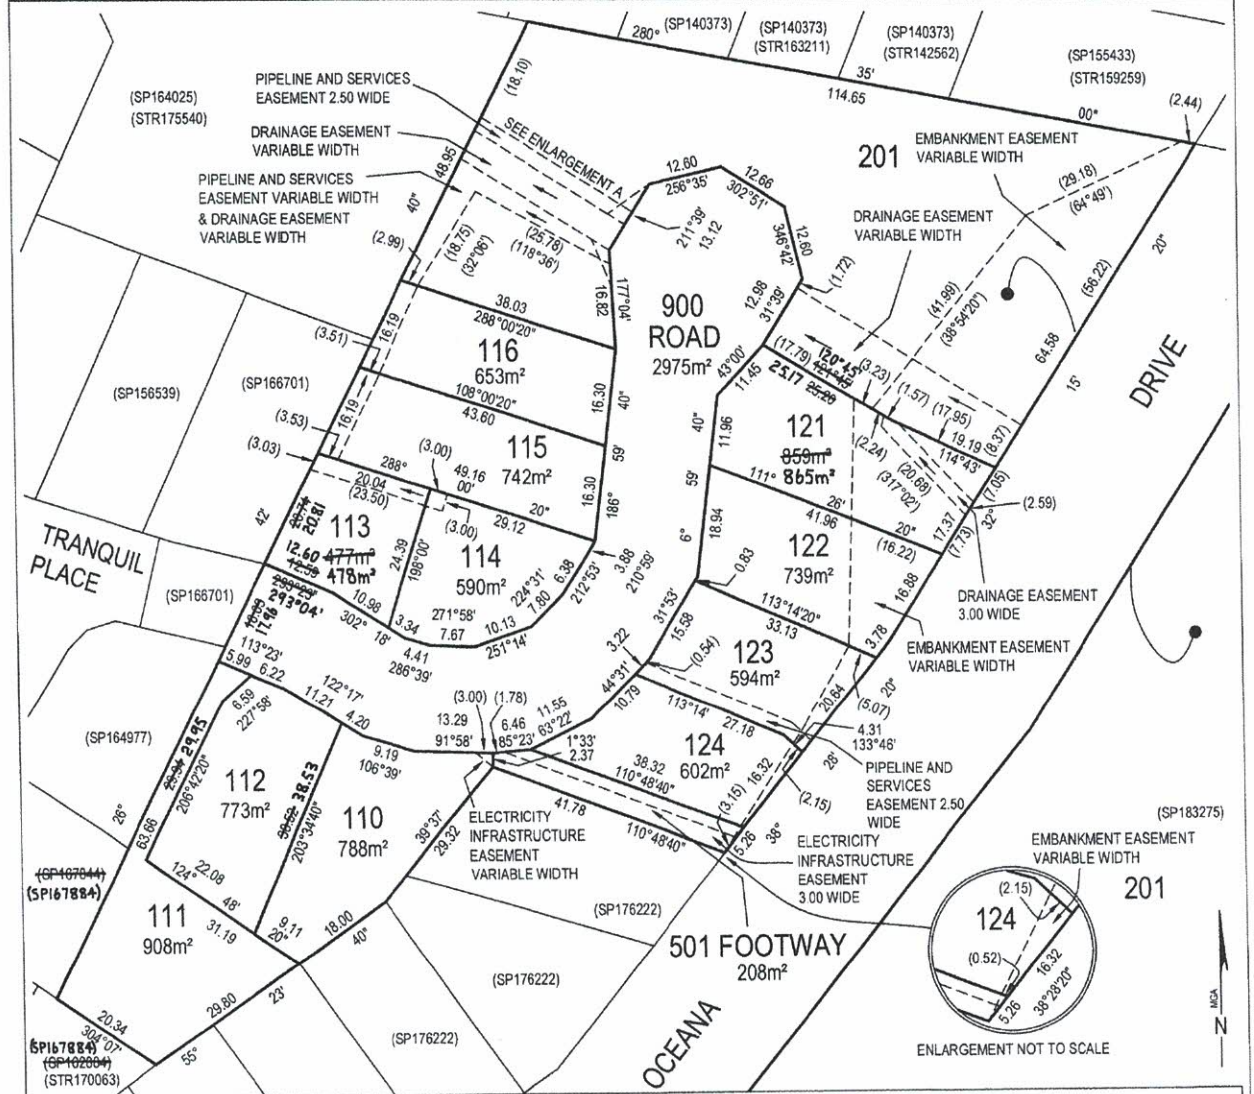 280°
(SP140373)
(SP140373)
(STR163211)
(SP140373)
(STR142562)
(SP155433)
(STR159259)
35'
114.65
00"
(2.44)
(18.10)
PIPELINE AND SERVICES
EASEMENT 2.50 WIDE
(SP164025)
(STR175540)
DRAINAGE EASEMENT
VARIABLE WIDTH
SEE ENLARGEMENT A
PIPELINE AND SERVICES
EASEMENT VARIABLE WIDTH
& DRAINAGE EASEMENT
VARIABLE WIDTH
48.95
40"
(2.99)
(18.75)
(32°06')
(25.78)
(118°36')
12.60
256°35'
12.66
302°51'
12.60
346°42'
211°39'
13.12
201
EMBANKMENT EASEMENT
VARIABLE WIDTH
(29.18)
(64°49')
DRAINAGE EASEMENT
VARIABLE WIDTH
(1.72)
20"
(56.22)
(41.99)
(38°54'20")
64.58
15'
DRIVE
12.98
31°39'
177°04'
16.82
38.03
288°00'20"
116
653m²
900
ROAD
2975m²
(3.51)
16.19
(SP156539)
(SP166701)
43°00'
11.45
(17.79)
120°45'
121°45'
25.17
25.20
(3.23)
(1.57)
(17.95)
19.19
114°43'
(8.37)
108°00'20"
43.60
16.30
40"
16.19
(3.53)
(3.03)
115
742m²
40"
11.96
121
859m²
865m²
(2.24)
(20.68)
(317°02')
(7.05)
(2.59)
288°
(3.00)
49.16
00'
20.04
(23.50)
(3.00)
29.12
20"
59'
16.30
186°
59'
111°
26'
41.96
20"
(16.22)
17.37
32°
(7.73)
42'
20.74
20.81
113
477m²
478m²
24.39
198°00'
114
590m²
18.94
6°
122
739m²
16.88
DRAINAGE EASEMENT
3.00 WIDE
TRANQUIL
PLACE
12.60
12.59
293°23'
293°04'
(SP166701)
10.98
302°
18'
3.34
271°58'
7.67
224°31'
6.38
7.80
212°53'
3.88
210°59'
10.13
251°14'
4.41
286°39'
0.83
113°14'20"
33.13
3.78
EMBANKMENT EASEMENT
VARIABLE WIDTH
11.96
113°23'
5.99
6.22
31°53'
15.58
(0.54)
3.22
123
594m²
20"
20.64
(5.07)
4.31
133°46'
6.59
227°58'
11.21
122°17'
4.20
9.19
106°39'
(3.00)
(1.78)
13.29
91°58'
6.46
85°23'
11.55
63°22'
44°31'
10.79
113°14'
27.18
1°33'
2.37
124
602m²
38.32
110°48'40"
16.32
28'
(2.15)
PIPELINE AND
SERVICES
EASEMENT 2.50
WIDE
(SP164977)
29.94
29.95
206°42'20"
112
773m²
38.52
38.53
203°34'40"
110
788m²
39°37'
29.32
ELECTRICITY
INFRASTRUCTURE
EASEMENT
VARIABLE WIDTH
41.78
110°48'40"
(3.15)
5.26
38°
ELECTRICITY
INFRASTRUCTURE
EASEMENT
3.00 WIDE
26"
63.66
(SP183275)
EMBANKMENT EASEMENT
VARIABLE WIDTH
201
(SP167844)
(SP167884)
124°
22.08
48'
31.19
9.11
20"
111
908m²
18.00
40"
(SP176222)
501 FOOTWAY
208m²
(2.15)
124
(0.52)
16.32
5.26
38°28'20"
ENLARGEMENT NOT TO SCALE
MGA
N
(SP176222)
(SP176222)
OCEANA
29.80
23'
55°
20.34
304°07'
(SP167884)
(STR170063)